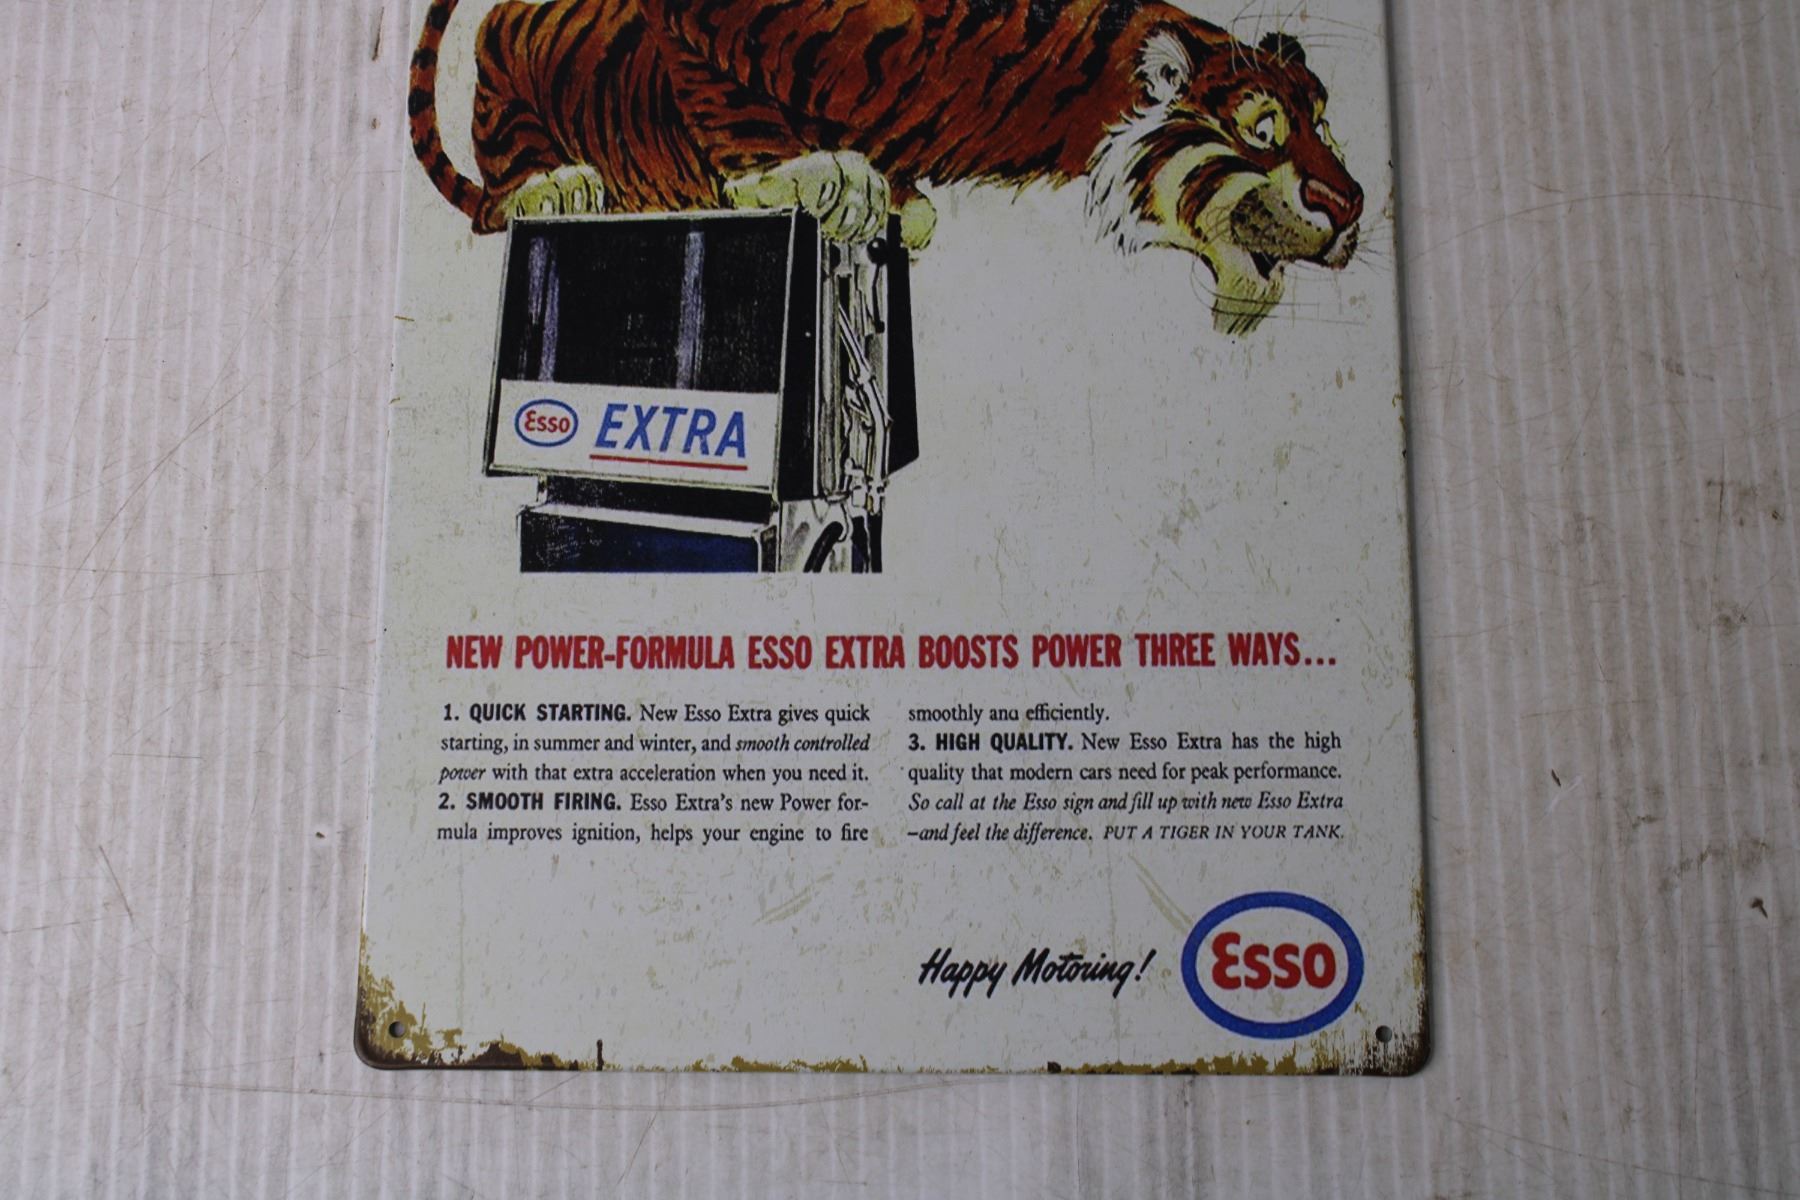 Esso EXTRA
NEW POWER-FORMULA ESSO EXTRA BOOSTS POWER THREE WAYS...
1. QUICK STARTING. New Esso Extra gives quick
starting, in summer and winter, and smooth controlled
power with that extra acceleration when you need it.
2. SMOOTH FIRING. Esso Extra's new Power for-
mula improves ignition, helps your engine to fire
smoothly and efficiently.
3. HIGH QUALITY. New Esso Extra has the high
quality that modern cars need for peak performance.
So call at the Esso sign and fill up with new Esso Extra
–and feel the difference. PUT A TIGER IN YOUR TANK.
Happy Motoring!
Esso